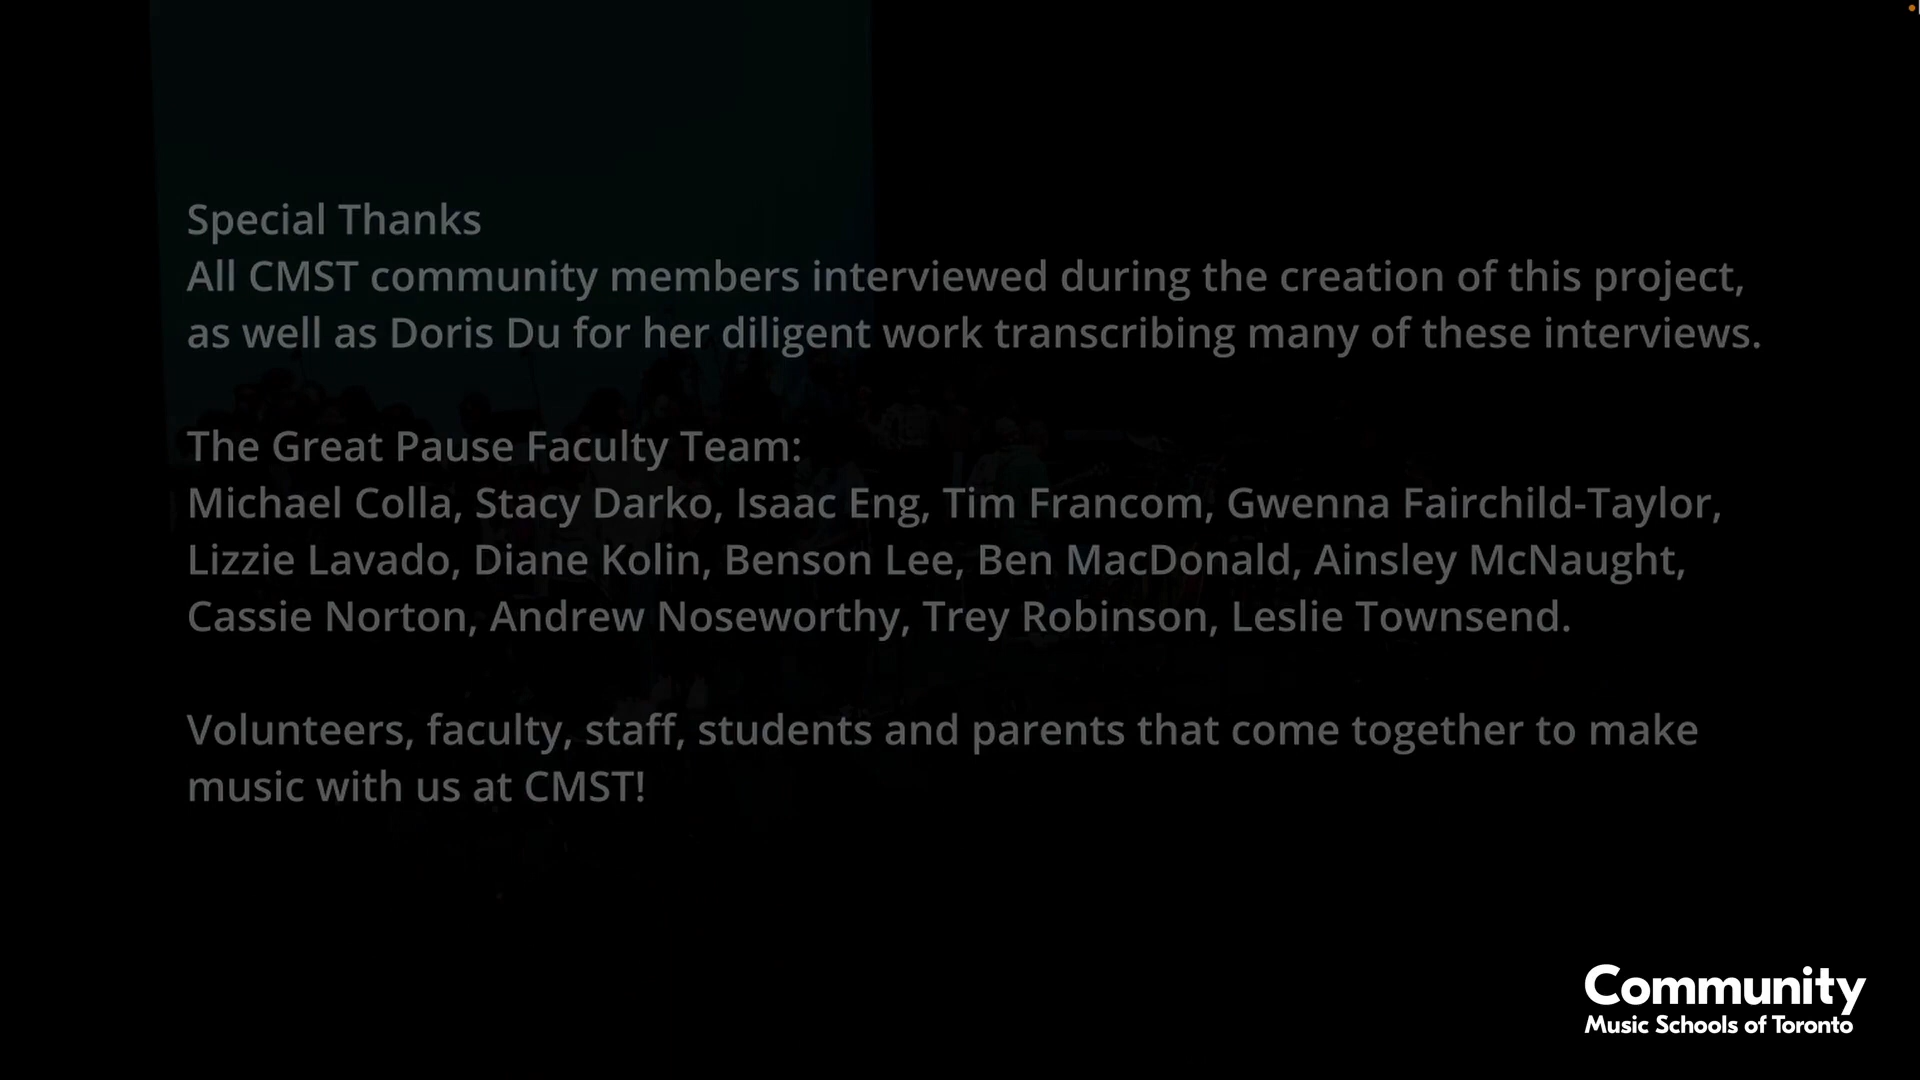 Special Thanks
All CMST community members interviewed during the creation of this project,
as well as Doris Du for her diligent work transcribing many of these interviews.
The Great Pause Faculty Team:
Michael Colla, Stacy Darko, Isaac Eng, Tim Francom, Gwenna Fairchild-Taylor,
Lizzie Lavado, Diane Kolin, Benson Lee, Ben MacDonald, Ainsley McNaught,
Cassie Norton, Andrew Noseworthy, Trey Robinson, Leslie Townsend.
Volunteers, faculty, staff, students and parents that come together to make
music with us at CMST!
Community
Music Schools of Toronto